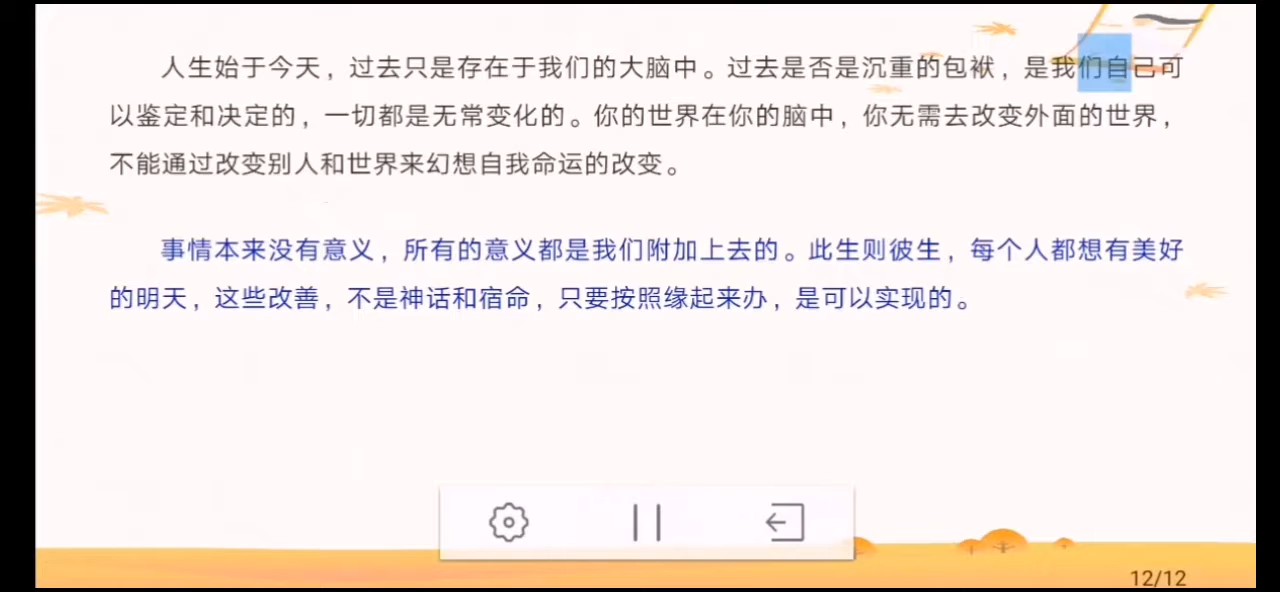 人生始于今天，过去只是存在于我们的大脑中。过去是否是沉重的包袱，是我们自己可
以鉴定和决定的，一切都是无常变化的。你的世界在你的脑中，你无需去改变外面的世界，
不能通过改变别人和世界来幻想自我命运的改变。
事情本来没有意义，所有的意义都是我们附加上去的。此生则彼生，每个人都想有美好
的明天，这些改善，不是神话和宿命，只要按照缘起来办，是可以实现的。
12/12